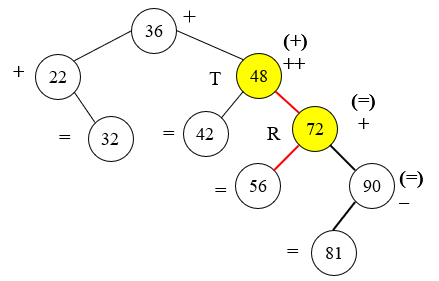 36 +
(+)
+ 22 T 48 ++
(=)
= 32 = 42 R 72 +
= 56 90 (=)
–
= 81